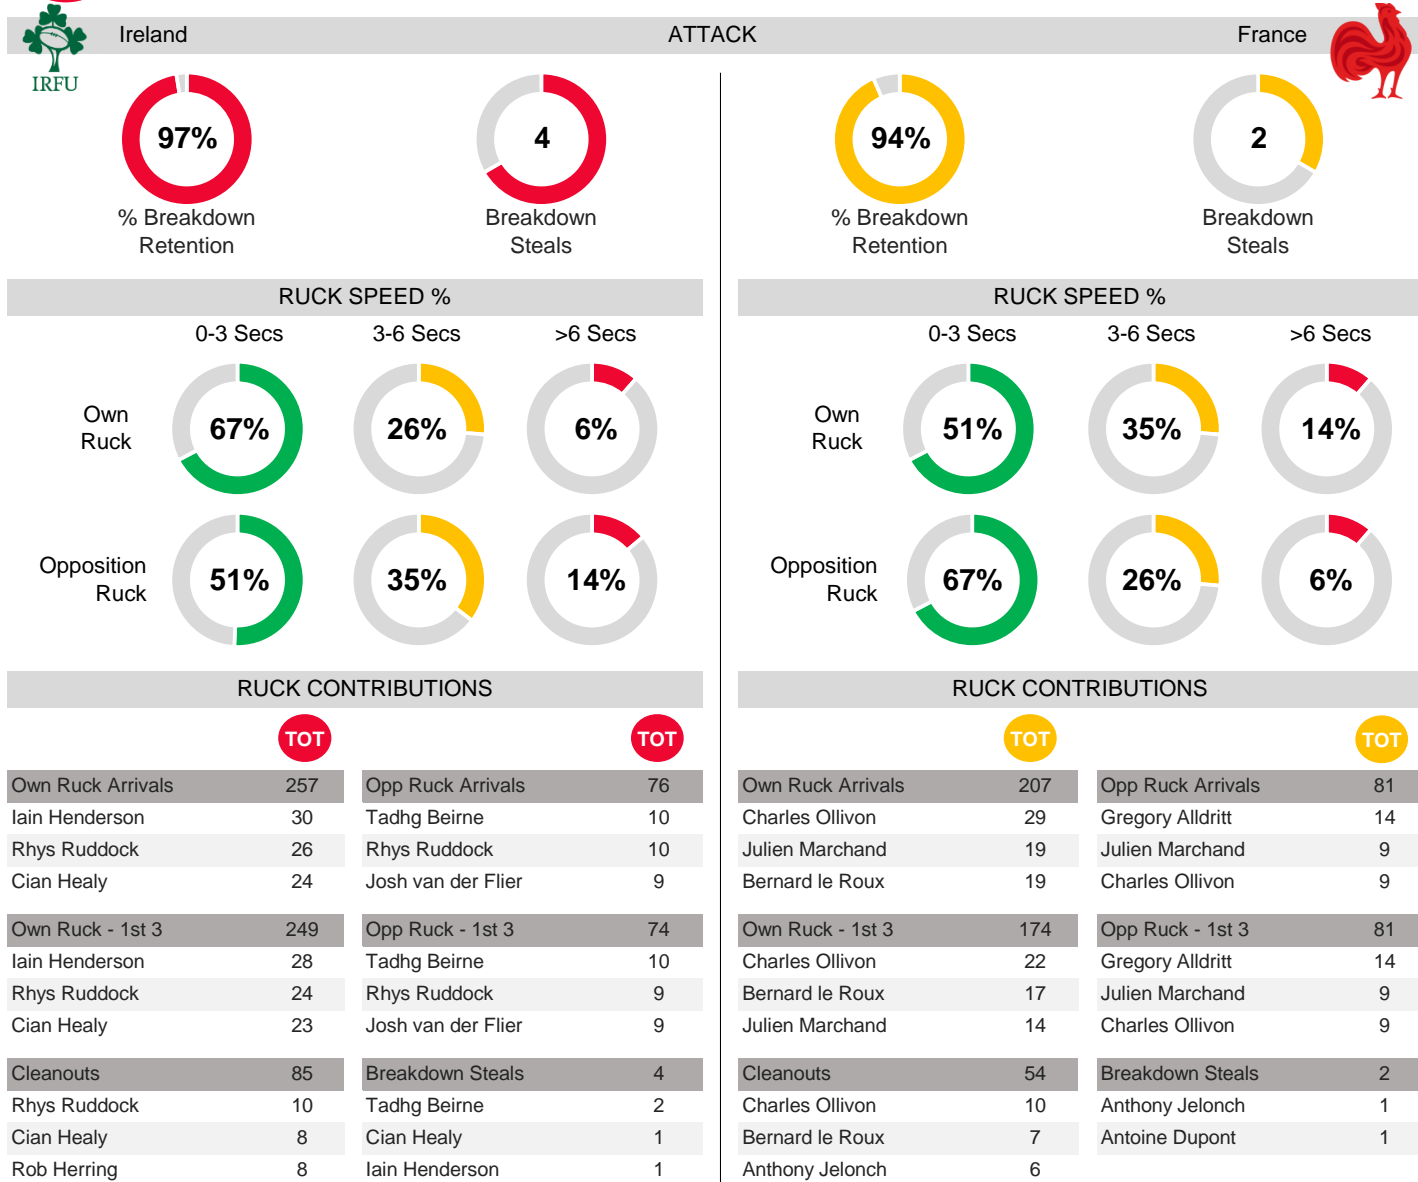 Ireland ATTACK France
IRFU
97%
4
94%
2
% Breakdown
Retention
Breakdown
Steals
% Breakdown
Retention
Breakdown
Steals
RUCK SPEED %
0-3 Secs 3-6 Secs >6 Secs
Own
Ruck
67% 26% 6%
Opposition
Ruck
51% 35% 14%
RUCK SPEED %
0-3 Secs 3-6 Secs >6 Secs
Own
Ruck
51% 35% 14%
Opposition
Ruck
67% 26% 6%
RUCK CONTRIBUTIONS
TOT TOT
Own Ruck Arrivals 257 Opp Ruck Arrivals 76
Iain Henderson 30 Tadhg Beirne 10
Rhys Ruddock 26 Rhys Ruddock 10
Cian Healy 24 Josh van der Flier 9
Own Ruck - 1st 3 249 Opp Ruck - 1st 3 74
Iain Henderson 28 Tadhg Beirne 10
Rhys Ruddock 24 Rhys Ruddock 9
Cian Healy 23 Josh van der Flier 9
Cleanouts 85 Breakdown Steals 4
Rhys Ruddock 10 Tadhg Beirne 2
Cian Healy 8 Cian Healy 1
Rob Herring 8 Iain Henderson 1
RUCK CONTRIBUTIONS
TOT TOT
Own Ruck Arrivals 207 Opp Ruck Arrivals 81
Charles Ollivon 29 Gregory Alldritt 14
Julien Marchand 19 Julien Marchand 9
Bernard le Roux 19 Charles Ollivon 9
Own Ruck - 1st 3 174 Opp Ruck - 1st 3 81
Charles Ollivon 22 Gregory Alldritt 14
Bernard le Roux 17 Julien Marchand 9
Julien Marchand 14 Charles Ollivon 9
Cleanouts 54 Breakdown Steals 2
Charles Ollivon 10 Anthony Jelonch 1
Bernard le Roux 7 Antoine Dupont 1
Anthony Jelonch 6